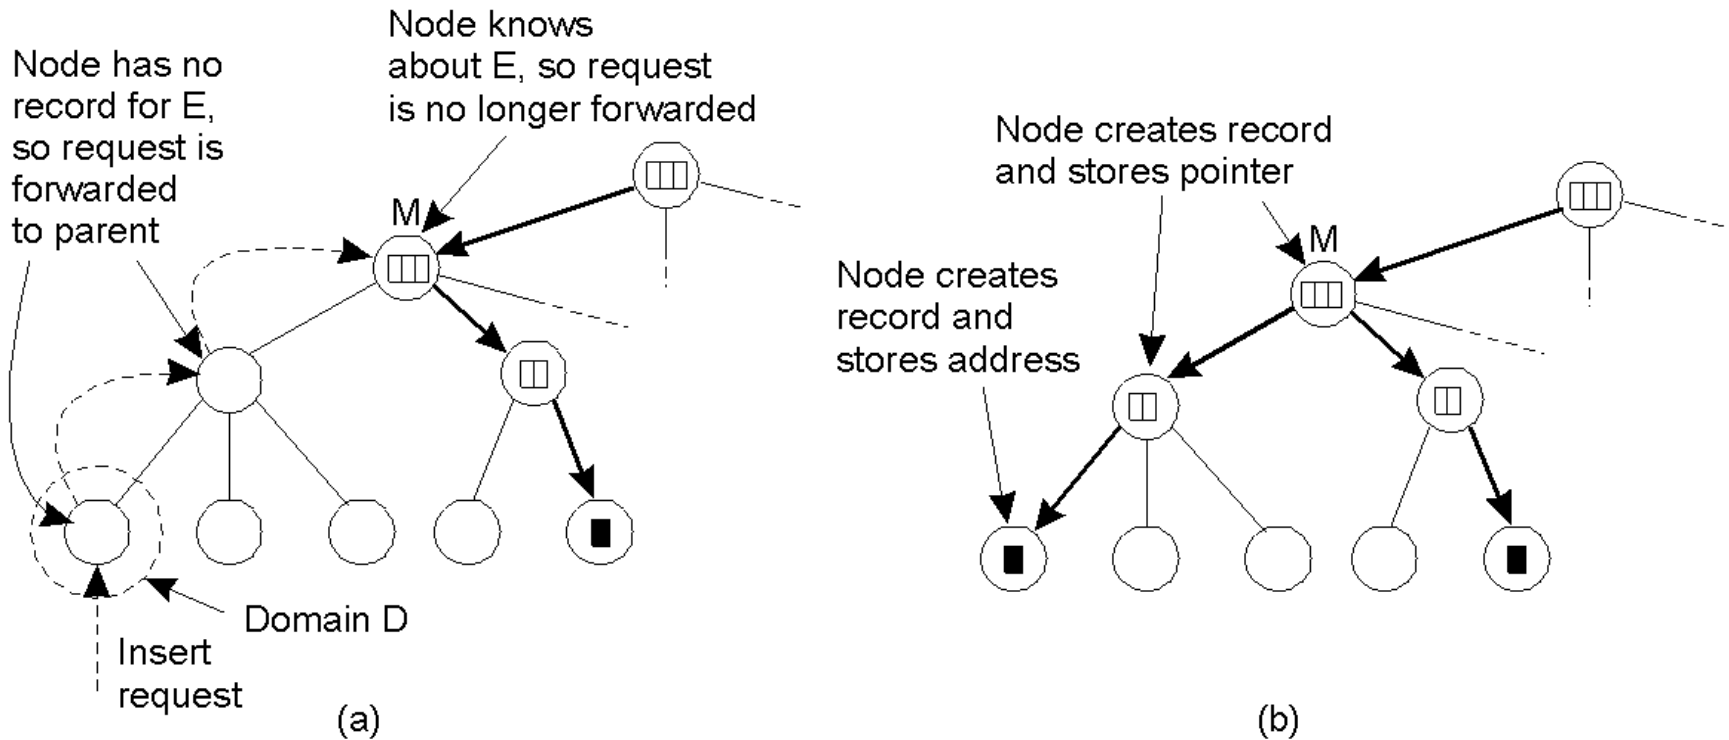 Node has no
record for E,
so request is
forwarded
to parent
Node knows
about E, so request
is no longer forwarded
M
Domain D
Insert
request
(a)
Node creates record
and stores pointer
M
Node creates
record and
stores address
(b)